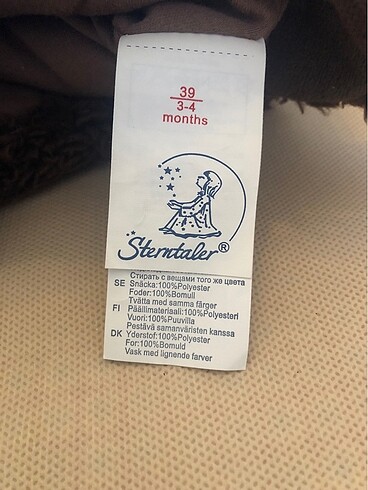 39
3-4
months
Sterntaler®
Стирать с вещами того же цвета
SE Snäcka:100%Polyester
Foder:100%Bomull
Tvätta med samma färger
FI Päällimateriaali:100%Polyesteri
Vuori:100%Puuvilla
Pestävä samanväristen kanssa
DK Yderstof:100%Polyester
For:100%Bomuld
Vask med lignende farver